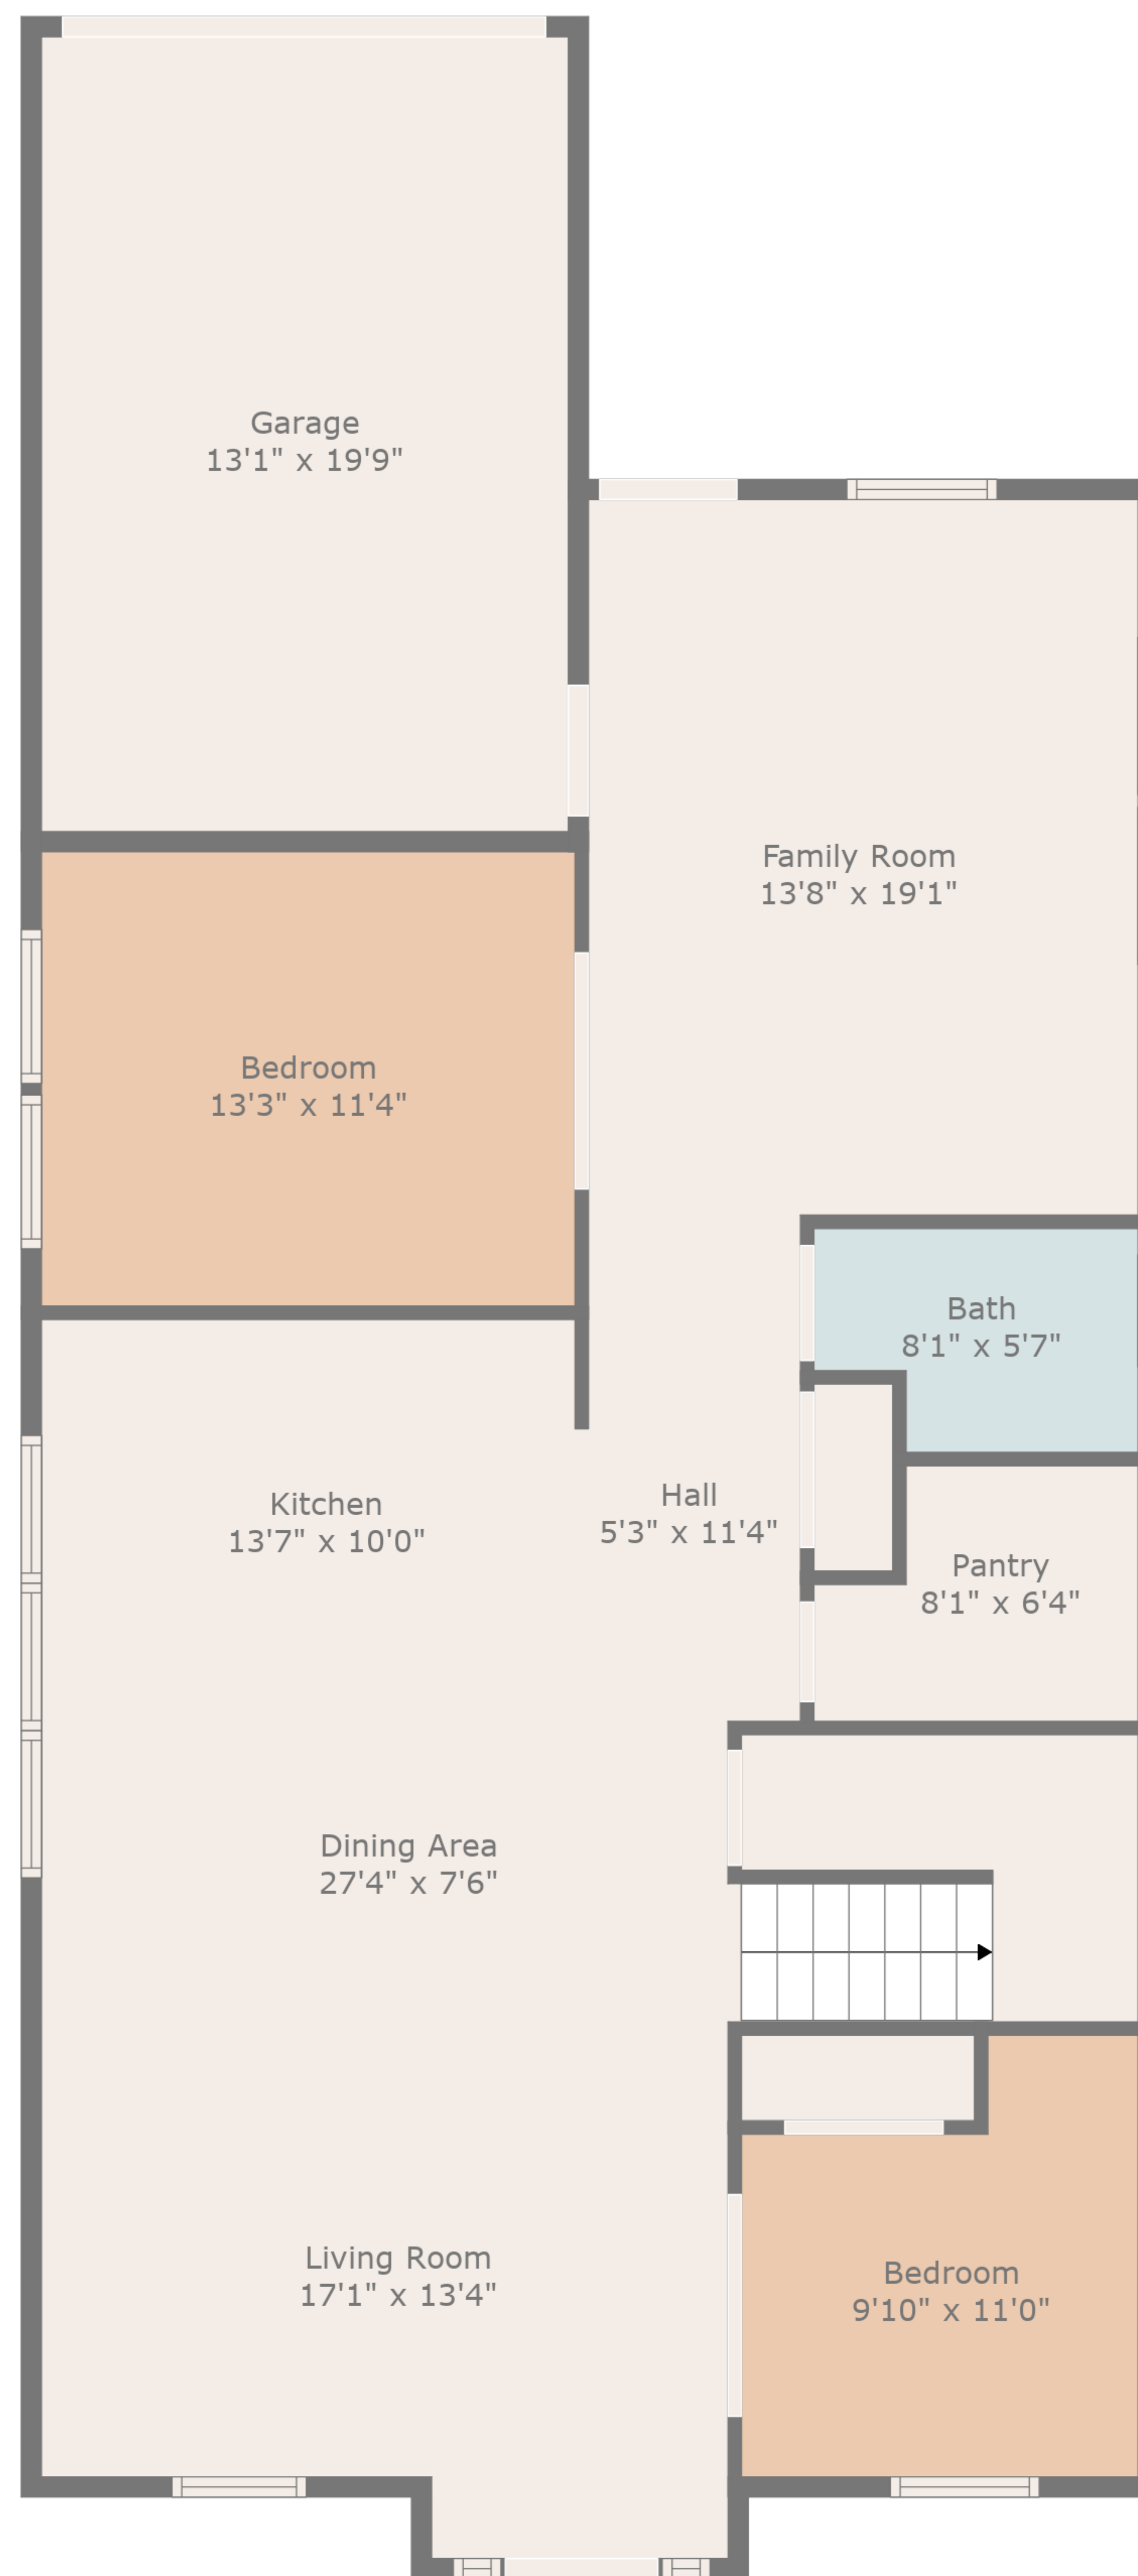 Garage
13'1" x 19'9"
Family Room
13'8" x 19'1"
Bedroom
13'3" x 11'4"
Bath
8'1" x 5'7"
Kitchen
13'7" x 10'0"
Hall
5'3" x 11'4"
Pantry
8'1" x 6'4"
Dining Area
27'4" x 7'6"
Living Room
17'1" x 13'4"
Bedroom
9'10" x 11'0"